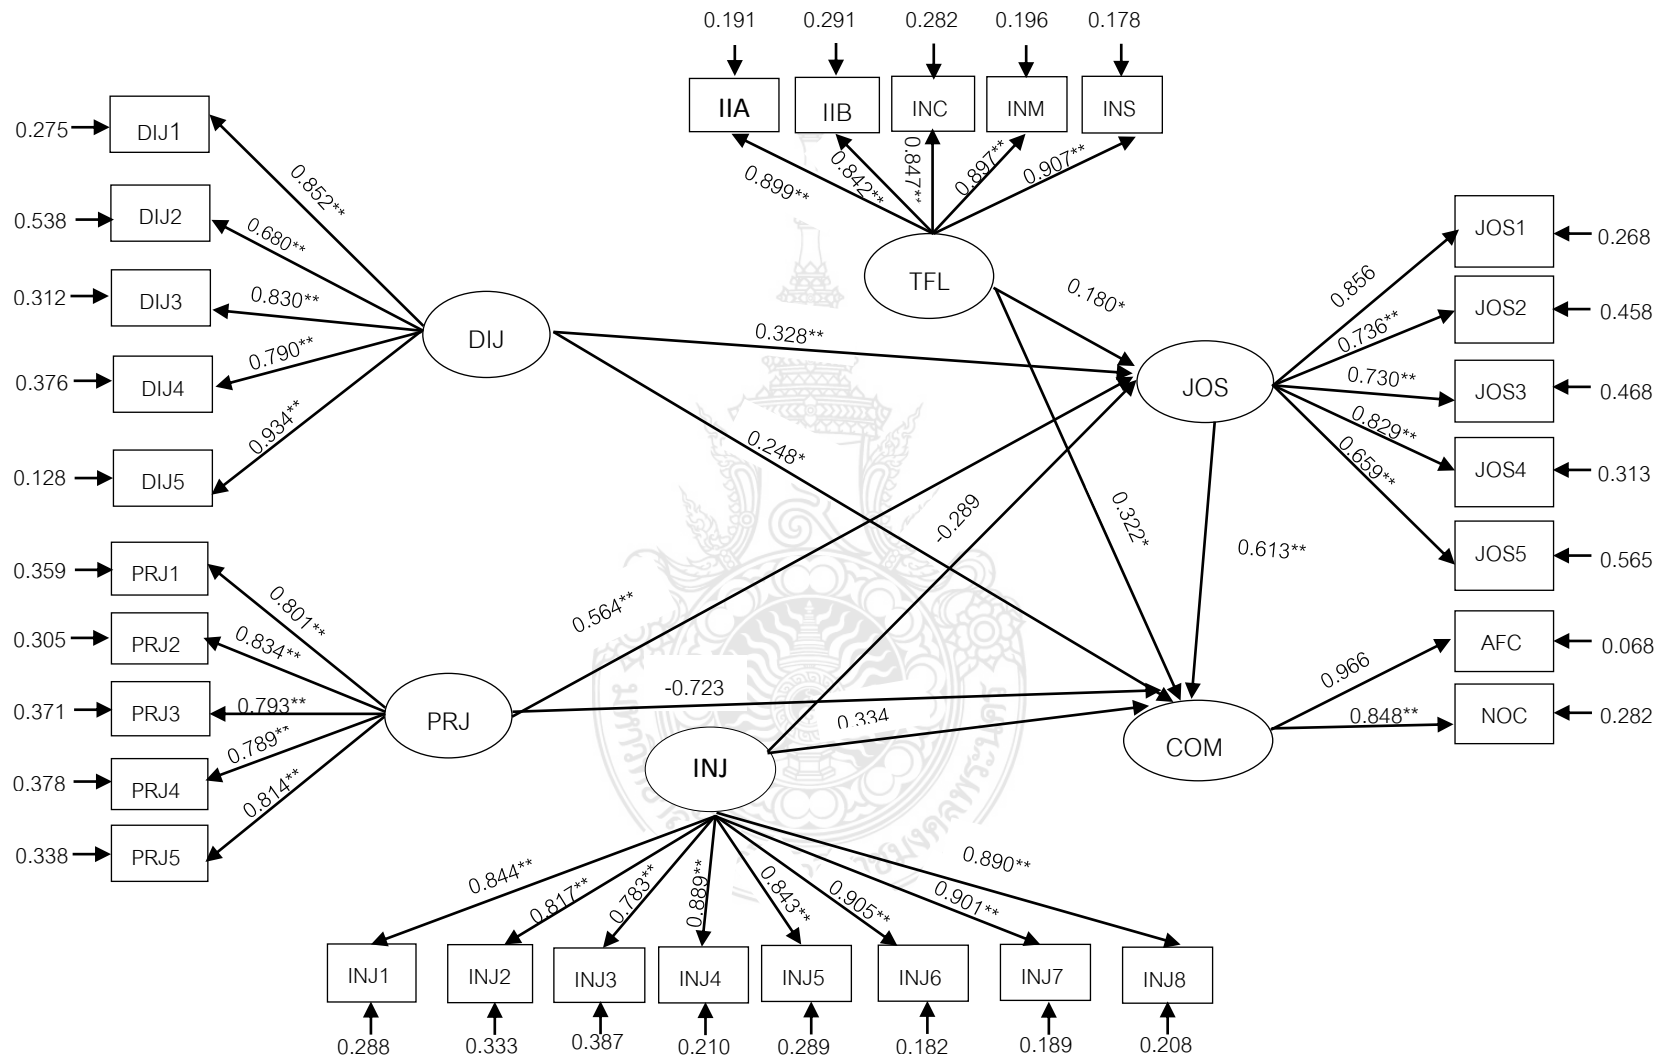 0.191 0.291 0.282 0.196 0.178
IIA IIB INC INM INS
0.899** 0.842** 0.847** 0.897** 0.907**
TFL
0.275 DIJ1 0.852**
0.538 DIJ2 0.680**
0.312 DIJ3 0.830**
0.376 DIJ4 0.790**
0.128 DIJ5 0.934**
DIJ
0.328**
0.248*
0.180*
0.322*
JOS
0.856 JOS1 0.268
0.736** JOS2 0.458
0.730** JOS3 0.468
0.829** JOS4 0.313
0.659** JOS5 0.565
0.613**
-0.289
0.564**
0.359 PRJ1 0.801**
0.305 PRJ2 0.834**
0.371 PRJ3 0.793**
0.378 PRJ4 0.789**
0.338 PRJ5 0.814**
PRJ
-0.723
0.334
COM
0.966 AFC 0.068
0.848** NOC 0.282
INJ
0.844** 0.817** 0.783** 0.889** 0.843** 0.905** 0.901** 0.890**
INJ1 INJ2 INJ3 INJ4 INJ5 INJ6 INJ7 INJ8
0.288 0.333 0.387 0.210 0.289 0.182 0.189 0.208